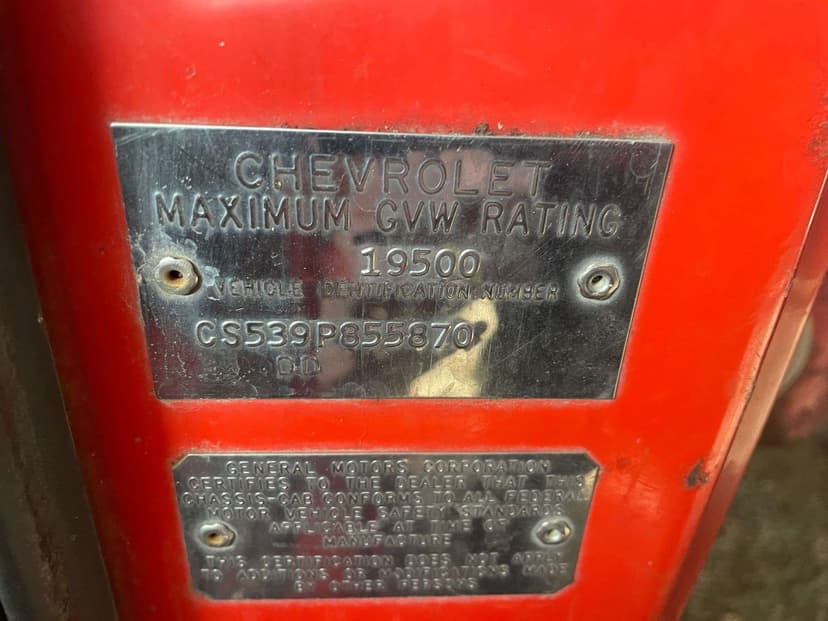 CHEVROLET
MAXIMUM GVW RATING
19500
VEHICLE IDENTIFICATION NUMBER
CS539P855870
DD
GENERAL MOTORS CORPORATION
CERTIFIES TO THE DEALER THAT THIS
CHASSIS-CAB CONFORMS TO ALL FEDERAL
MOTOR VEHICLE SAFETY STANDARDS
APPLICABLE AT TIME OF
MANUFACTURE
THIS CERTIFICATION DOES NOT APPLY
TO ADDITIONS OR MODIFICATIONS MADE
BY OTHER PERSONS